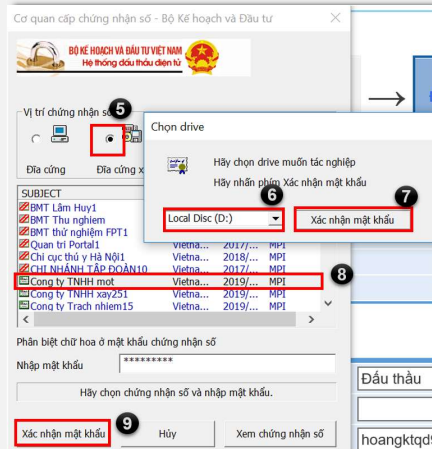 Cơ quan cấp chứng nhận số - Bộ Kế hoạch và Đầu tư
BỘ KẾ HOẠCH VÀ ĐẦU TƯ VIỆT NAM
Hệ thống đấu thầu điện tử
Vị trí chứng nhận số
5
Đĩa cứng
Đĩa cứng
Chọn drive
Hãy chọn drive muốn tác nghiệp
Hãy nhấn phím Xác nhận mật khẩu
6
7
Local Disc (D:)
Xác nhận mật khẩu
SUBJECT
BMT Lâm Huy1
BMT Thu nghiem
BMT thử nghiệm FPT1
Quan tri Portal1 Vietna... 2017/... MPI
Chi cục thú y Hà Nội1 Vietna... 2018/... MPI
CHI NHÁNH TẬP ĐOÀN10 Vietna... 2017/... MPI
Cong ty TNHH mot Vietna... 2019/... MPI
8
Cong ty TNHH xay251 Vietna... 2019/... MPI
Cong ty Trach nhiem15 Vietna... 2019/... MPI
Phân biệt chữ hoa ở mật khẩu chứng nhận số
Nhập mật khẩu
*********
Hãy chọn chứng nhận số và nhập mật khẩu.
9
Xác nhận mật khẩu
Hủy
Xem chứng nhận số
Đấu thầu